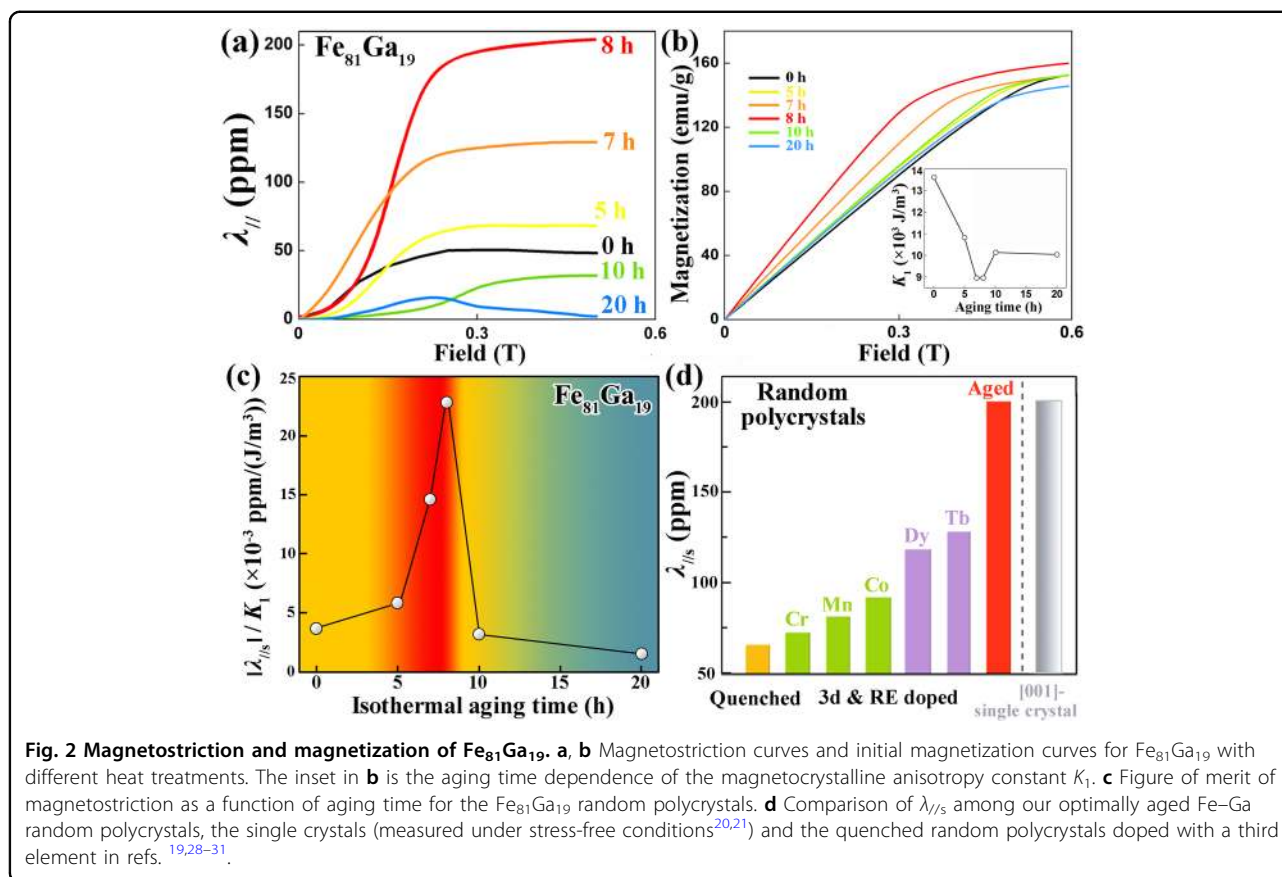 (a)
Fe81Ga19
λ// (ppm)
200
150
100
50
0
8 h
7 h
5 h
0 h
10 h
20 h
0
0.3
0.6
Field (T)
(b)
Magnetization (emu/g)
160
120
80
40
0
0 h
5 h
7 h
8 h
10 h
20 h
K1 (×10³ J/m³)
14
13
12
11
10
9
0
5
10
15
20
Aging time (h)
0
0.3
0.6
Field (T)
(c)
Fe81Ga19
|λ//s| / K1 (×10⁻³ ppm/(J/m³))
25
20
15
10
5
0
0
5
10
15
20
Isothermal aging time (h)
(d)
Random
polycrystals
λ//s (ppm)
200
150
100
50
Cr
Mn
Co
Dy
Tb
Aged
Quenched
3d & RE doped
[001]-
single crystal
Fig. 2 Magnetostriction and magnetization of Fe81Ga19. a, b Magnetostriction curves and initial magnetization curves for Fe81Ga19 with
different heat treatments. The inset in b is the aging time dependence of the magnetocrystalline anisotropy constant K1. c Figure of merit of
magnetostriction as a function of aging time for the Fe81Ga19 random polycrystals. d Comparison of λ//s among our optimally aged Fe–Ga
random polycrystals, the single crystals (measured under stress-free conditions20,21) and the quenched random polycrystals doped with a third
element in refs. 19,28–31.